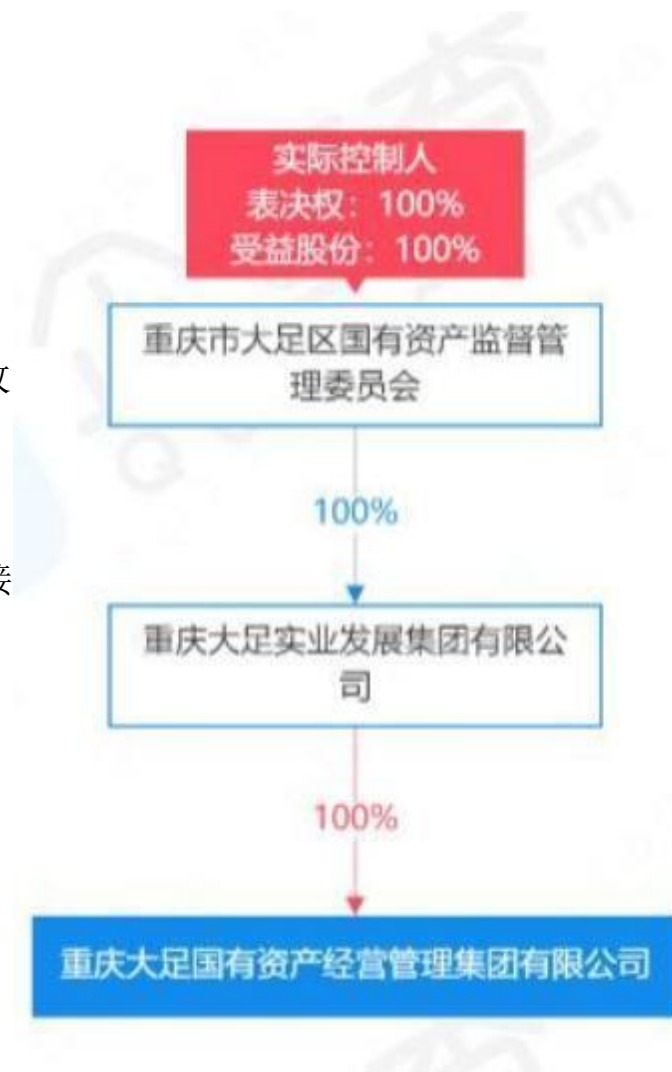 实际控制人
表决权：100%
受益股份：100%
重庆市大足区国有资产监督管
理委员会
100%
重庆大足实业发展集团有限公
司
100%
重庆大足国有资产经营管理集团有限公司